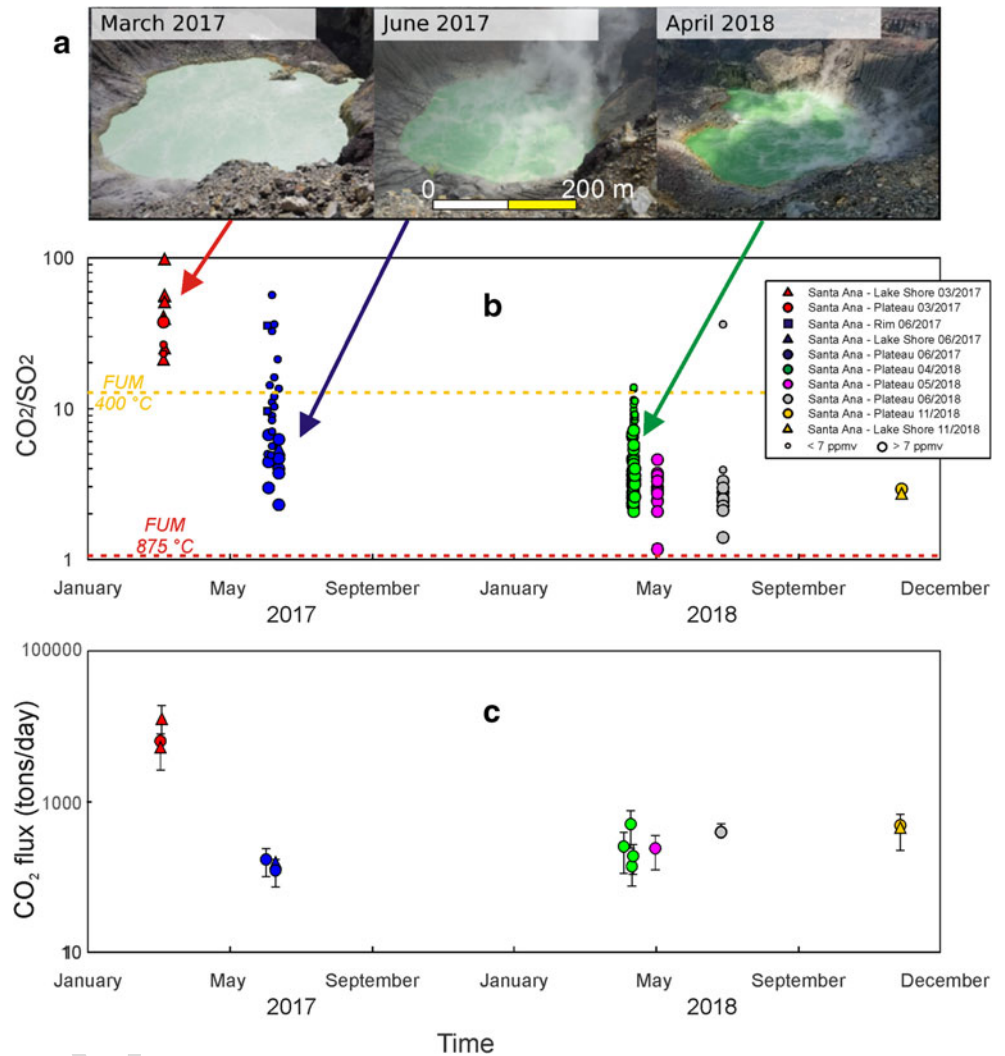 a
March 2017 June 2017 April 2018
0 200 m
b
CO2/SO2
100
10
1
FUM
400 °C
FUM
875 °C
Santa Ana - Lake Shore 03/2017
Santa Ana - Plateau 03/2017
Santa Ana - Rim 06/2017
Santa Ana - Lake Shore 06/2017
Santa Ana - Plateau 06/2017
Santa Ana - Plateau 04/2018
Santa Ana - Plateau 05/2018
Santa Ana - Plateau 06/2018
Santa Ana - Plateau 11/2018
Santa Ana - Lake Shore 11/2018
< 7 ppmv > 7 ppmv
January May September January May September December
2017 2018
c
CO2 flux (tons/day)
100000
1000
10
January May September January May September December
2017 2018
Time